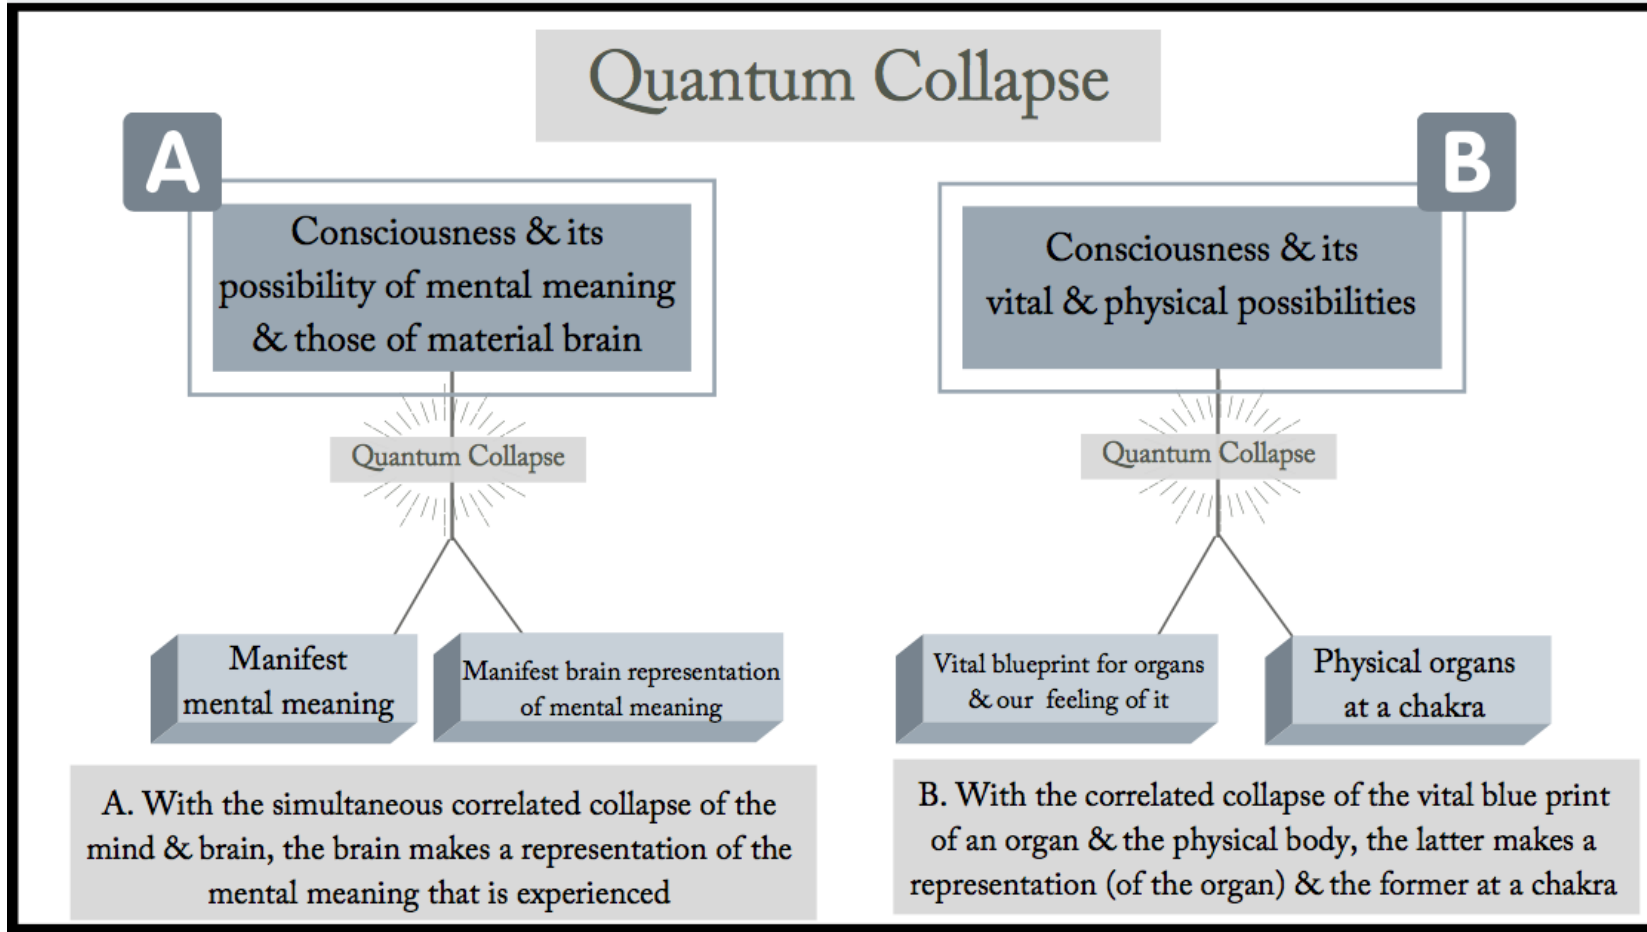 Quantum Collapse
A
Consciousness & its
possibility of mental meaning
& those of material brain
Quantum Collapse
Manifest
mental meaning
Manifest brain representation
of mental meaning
A. With the simultaneous correlated collapse of the
mind & brain, the brain makes a representation of the
mental meaning that is experienced
B
Consciousness & its
vital & physical possibilities
Quantum Collapse
Vital blueprint for organs
& our feeling of it
Physical organs
at a chakra
B. With the correlated collapse of the vital blue print
of an organ & the physical body, the latter makes a
representation (of the organ) & the former at a chakra